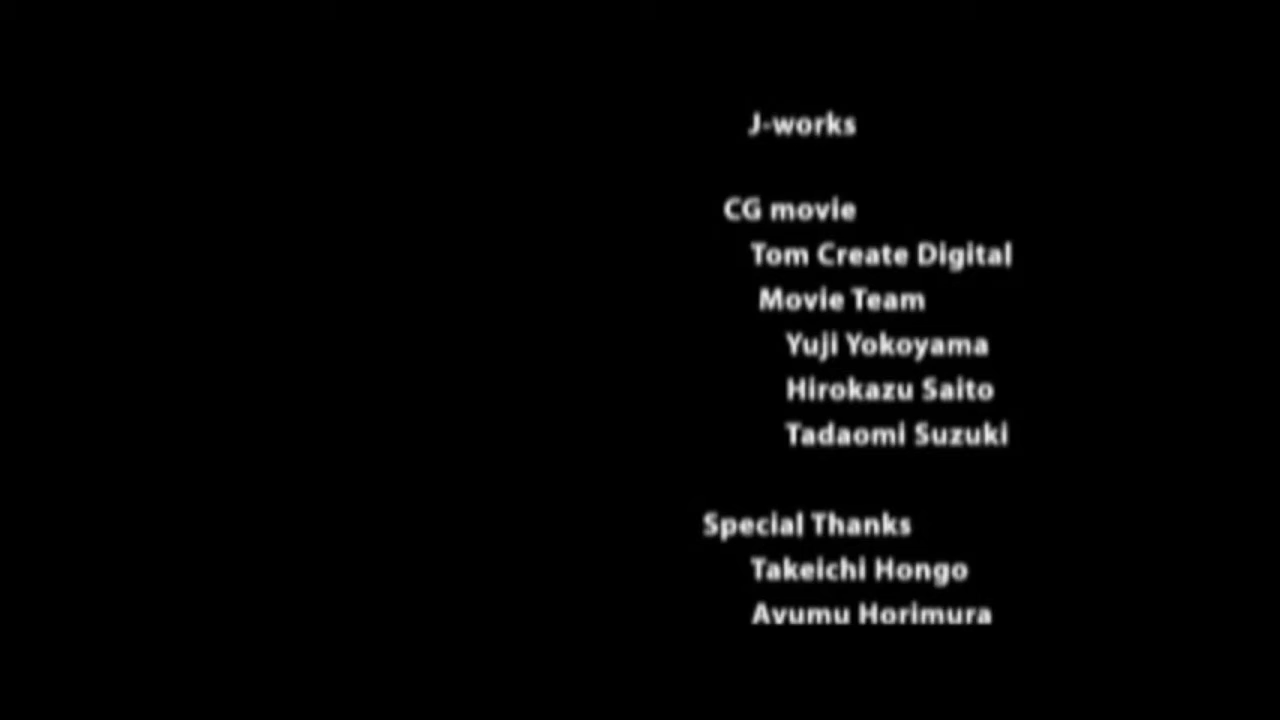 J-works
CG movie
Tom Create Digital
Movie Team
Yuji Yokoyama
Hirokazu Saito
Tadaomi Suzuki
Special Thanks
Takeichi Hongo
Avumu Horimura